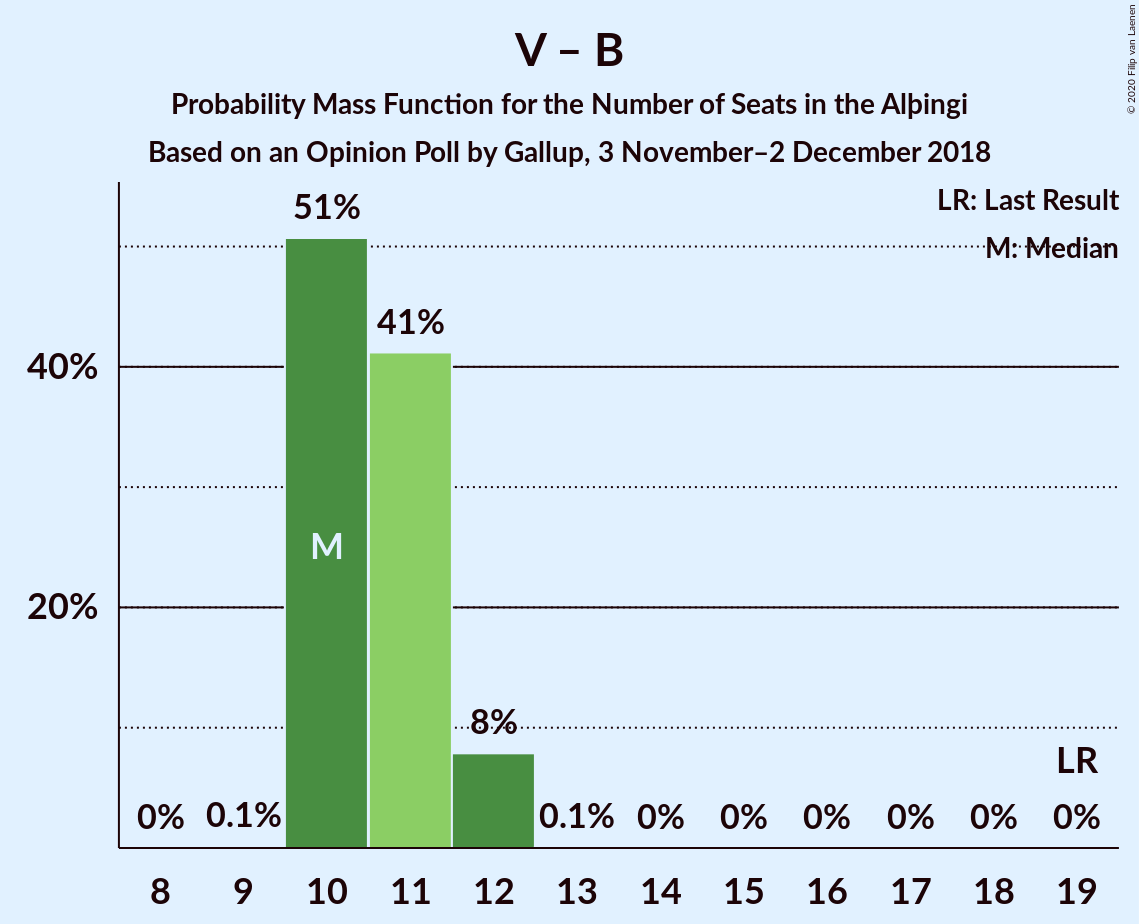 V – B
Probability Mass Function for the Number of Seats in the Alþingi
Based on an Opinion Poll by Gallup, 3 November–2 December 2018
© 2020 Filip van Laenen
LR: Last Result
M: Median
51%
41%
40%
M
20%
8%
LR
0% 0.1% 0.1% 0% 0% 0% 0% 0% 0%
8 9 10 11 12 13 14 15 16 17 18 19